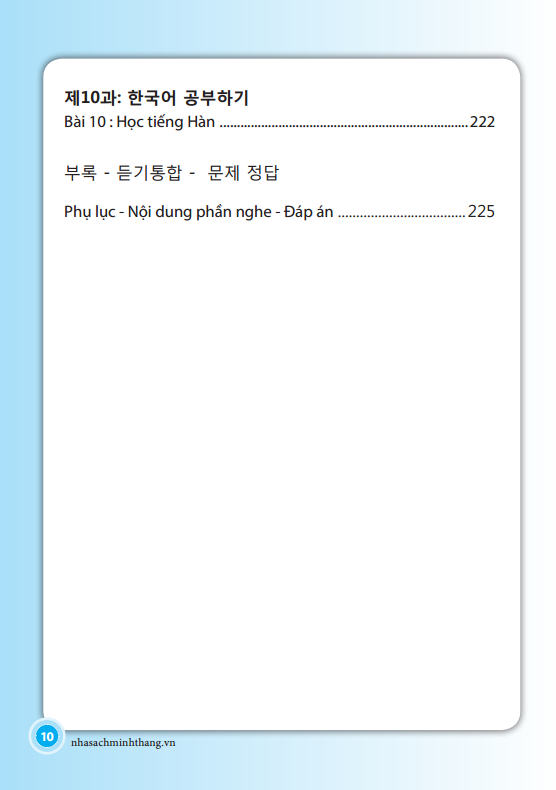 제10과: 한국어 공부하기
Bài 10 : Học tiếng Hàn ........................................................................222
부록 - 듣기통합 - 문제 정답
Phụ lục - Nội dung phần nghe - Đáp án ...................................225
10
nhasachminhthang.vn